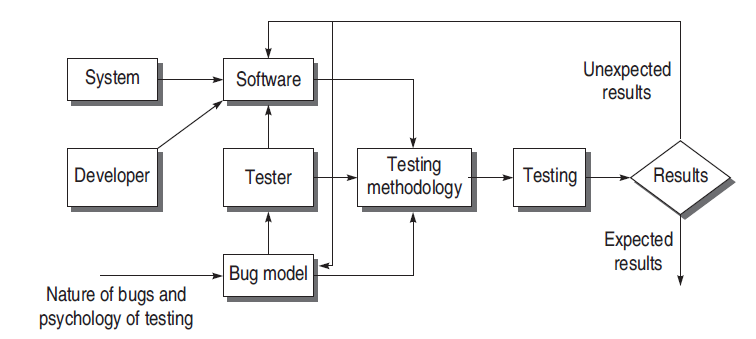 Unexpected
results
System
Software
Developer
Tester
Testing
methodology
Testing
Results
Expected
results
Bug model
Nature of bugs and
psychology of testing